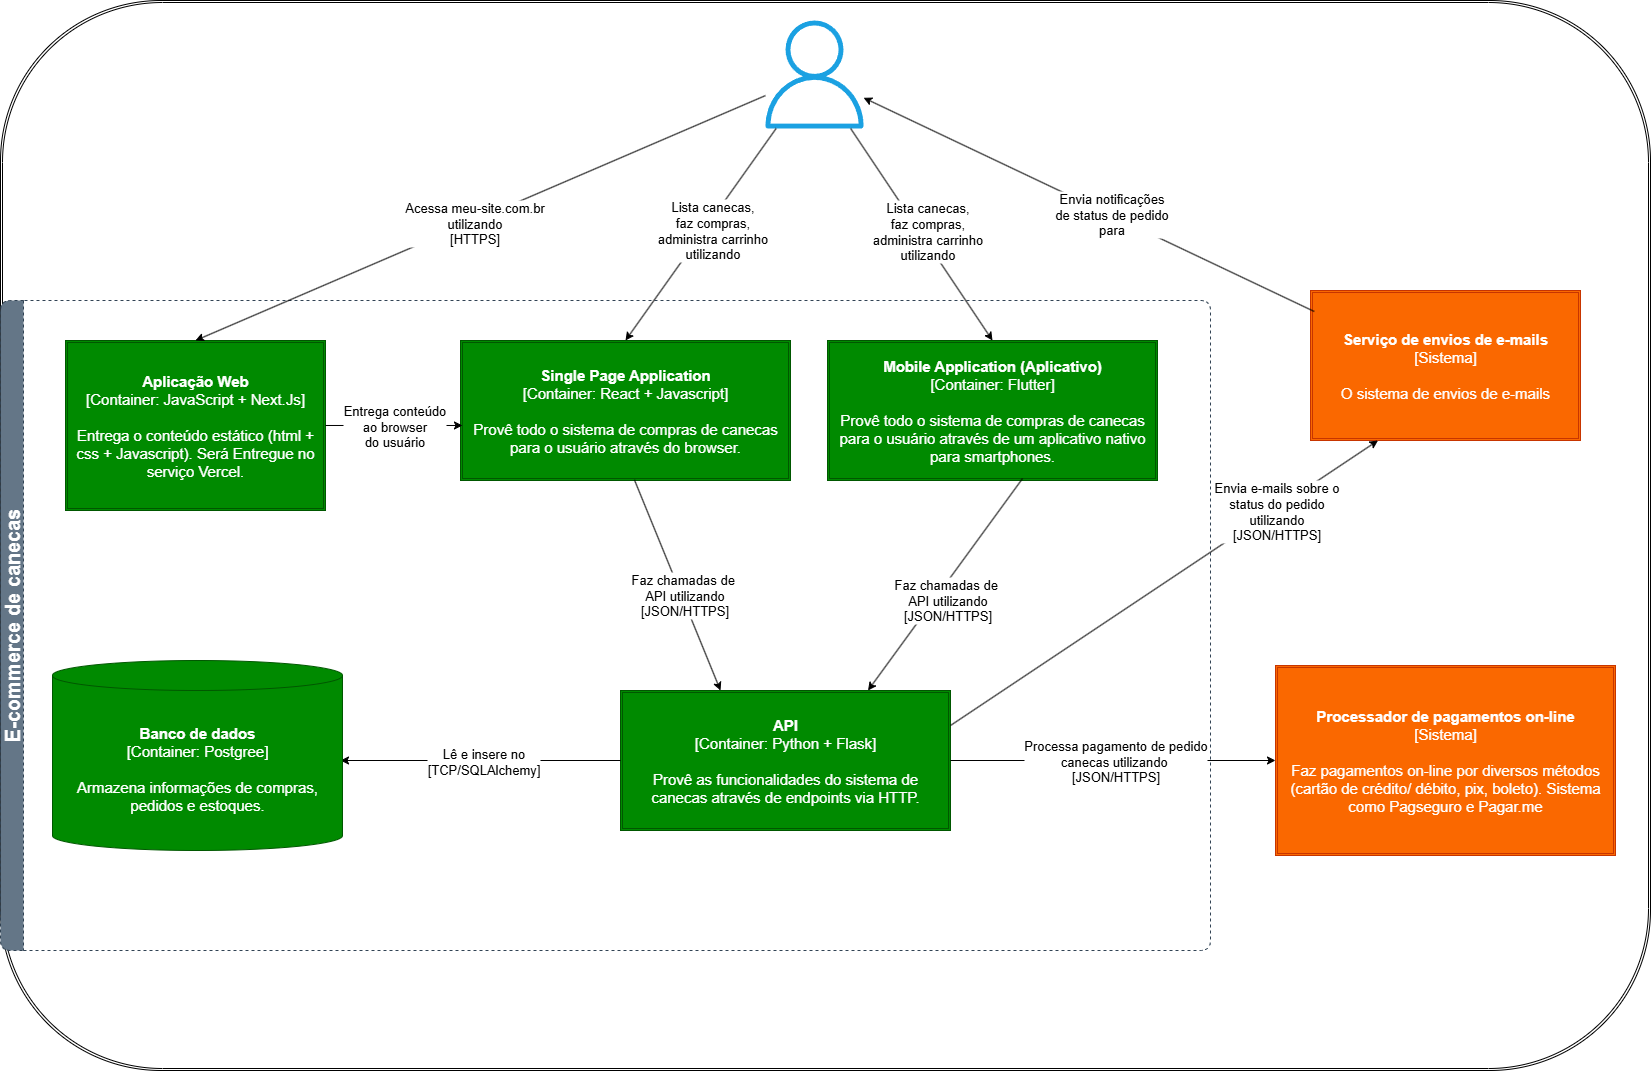 Acessa meu-site.com.br
utilizando
[HTTPS]
Lista canecas,
faz compras,
administra carrinho
utilizando
Lista canecas,
faz compras,
administra carrinho
utilizando
Envia notificações
de status de pedido
para
E-commerce de canecas
Aplicação Web
[Container: JavaScript + Next.Js]
Entrega o conteúdo estático (html +
css + Javascript). Será Entregue no
serviço Vercel.
Entrega conteúdo
ao browser
do usuário
Single Page Application
[Container: React + Javascript]
Provê todo o sistema de compras de canecas
para o usuário através do browser.
Mobile Application (Aplicativo)
[Container: Flutter]
Provê todo o sistema de compras de canecas
para o usuário através de um aplicativo nativo
para smartphones.
Serviço de envios de e-mails
[Sistema]
O sistema de envios de e-mails
Faz chamadas de
API utilizando
[JSON/HTTPS]
Faz chamadas de
API utilizando
[JSON/HTTPS]
Envia e-mails sobre o
status do pedido
utilizando
[JSON/HTTPS]
Banco de dados
[Container: Postgree]
Armazena informações de compras,
pedidos e estoques.
Lê e insere no
[TCP/SQLAlchemy]
API
[Container: Python + Flask]
Provê as funcionalidades do sistema de
canecas através de endpoints via HTTP.
Processa pagamento de pedido
canecas utilizando
[JSON/HTTPS]
Processador de pagamentos on-line
[Sistema]
Faz pagamentos on-line por diversos métodos
(cartão de crédito/ débito, pix, boleto). Sistema
como Pagseguro e Pagar.me